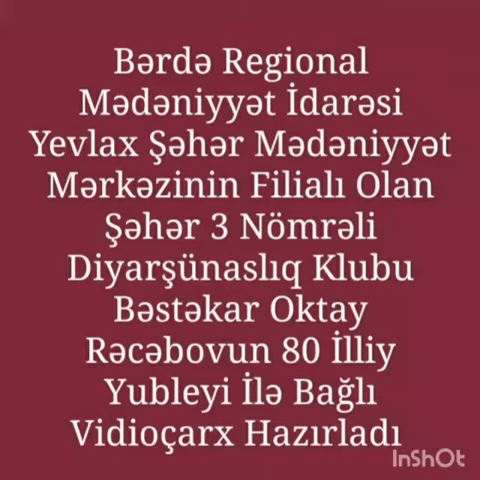 Bərdə Regional
Mədəniyyət İdarəsi
Yevlax Şəhər Mədəniyyət
Mərkəzinin Filialı Olan
Şəhər 3 Nömrəli
Diyarşünaslıq Klubu
Bəstəkar Oktay
Rəcəbovun 80 İlliy
Yubleyi İlə Bağlı
Vidioçarx Hazırladı
InShOt